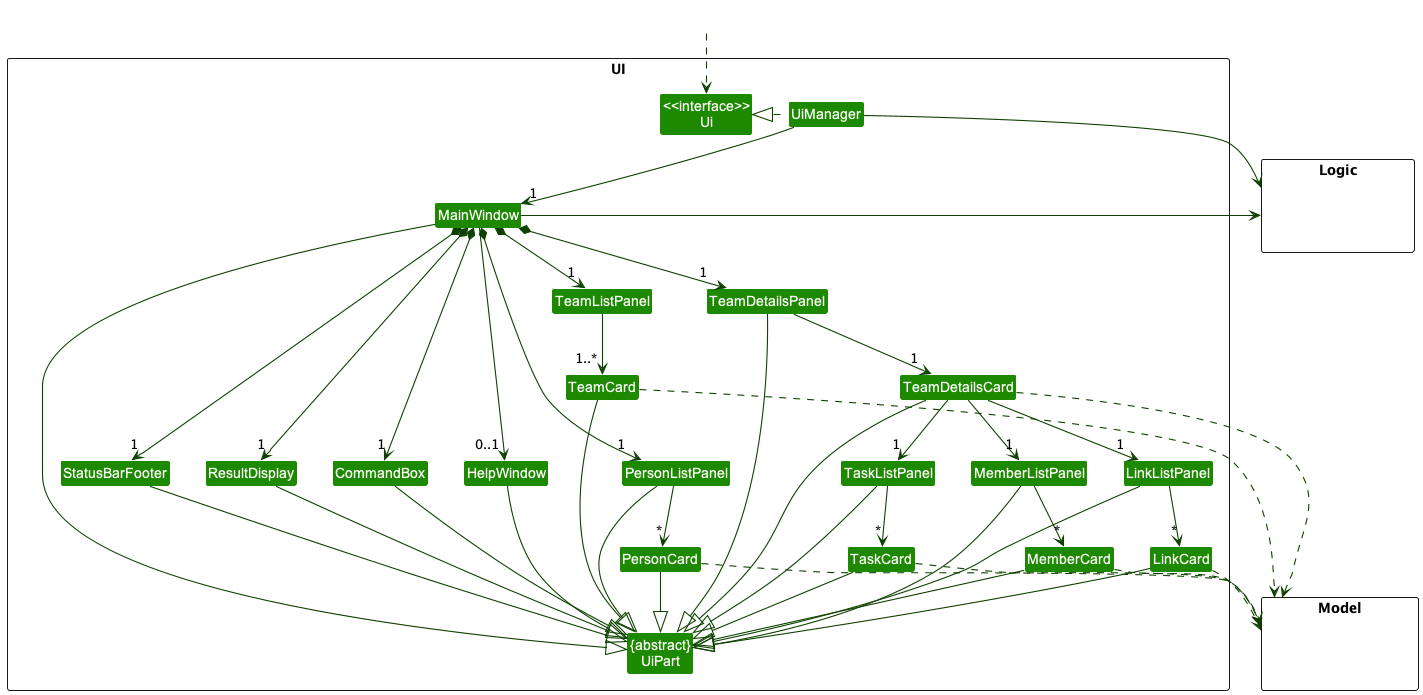 UI
<<interface>>
Ui
UiManager
Logic
1
MainWindow
1
1
TeamListPanel
TeamDetailsPanel
1..*
1
TeamCard
TeamDetailsCard
1
1
1
0..1
1
1
1
1
StatusBarFooter
ResultDisplay
CommandBox
HelpWindow
PersonListPanel
TaskListPanel
MemberListPanel
LinkListPanel
*
*
*
*
PersonCard
TaskCard
MemberCard
LinkCard
Model
{abstract}
UiPart